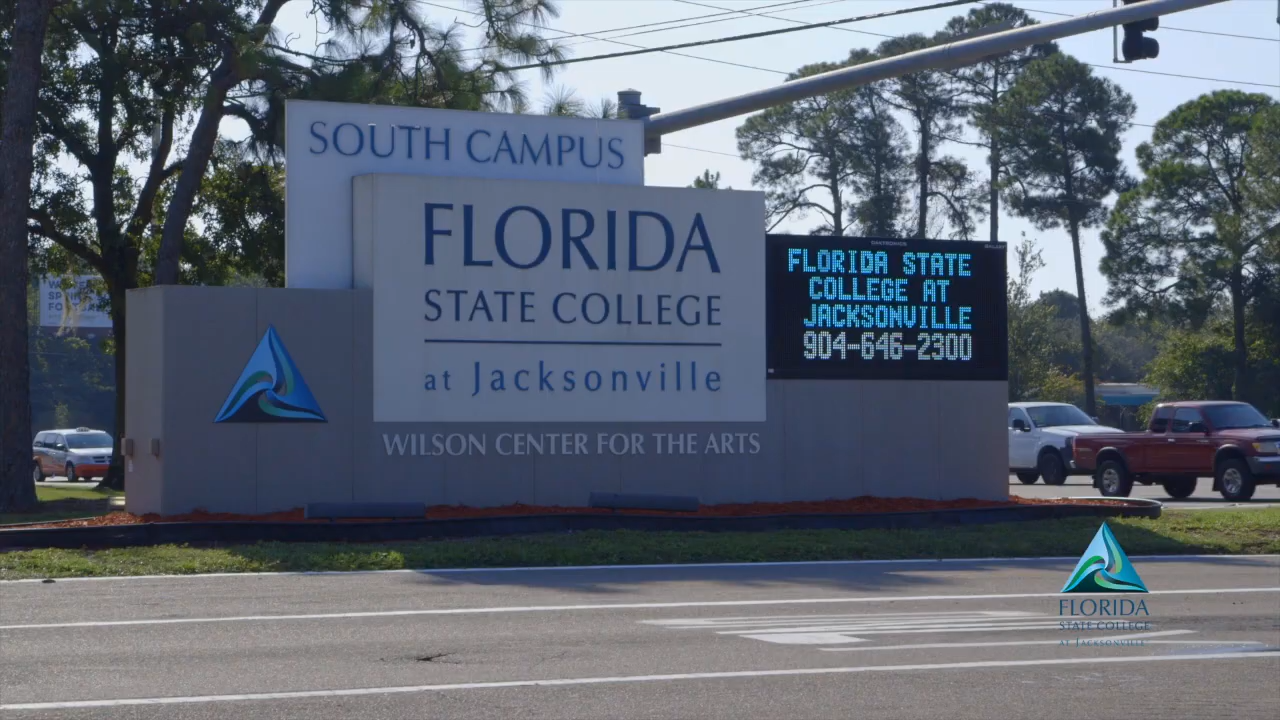 SOUTH CAMPUS
FLORIDA
STATE COLLEGE
at Jacksonville
WILSON CENTER FOR THE ARTS
FLORIDA STATE
COLLEGE AT
JACKSONVILLE
904-646-2300
FLORIDA
STATE COLLEGE
AT JACKSONVILLE